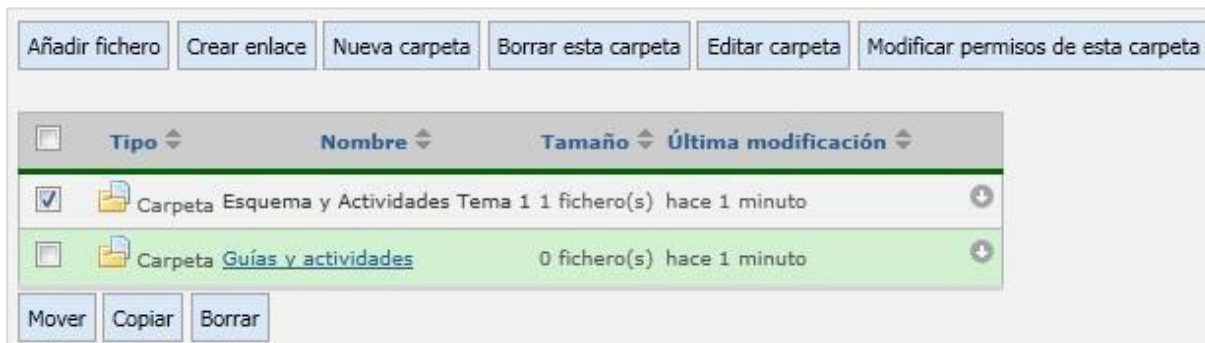 Añadir fichero Crear enlace Nueva carpeta Borrar esta carpeta Editar carpeta Modificar permisos de esta carpeta
Tipo Nombre Tamaño Última modificación
Carpeta Esquema y Actividades Tema 1 1 fichero(s) hace 1 minuto
Carpeta Guías y actividades 0 fichero(s) hace 1 minuto
Mover Copiar Borrar